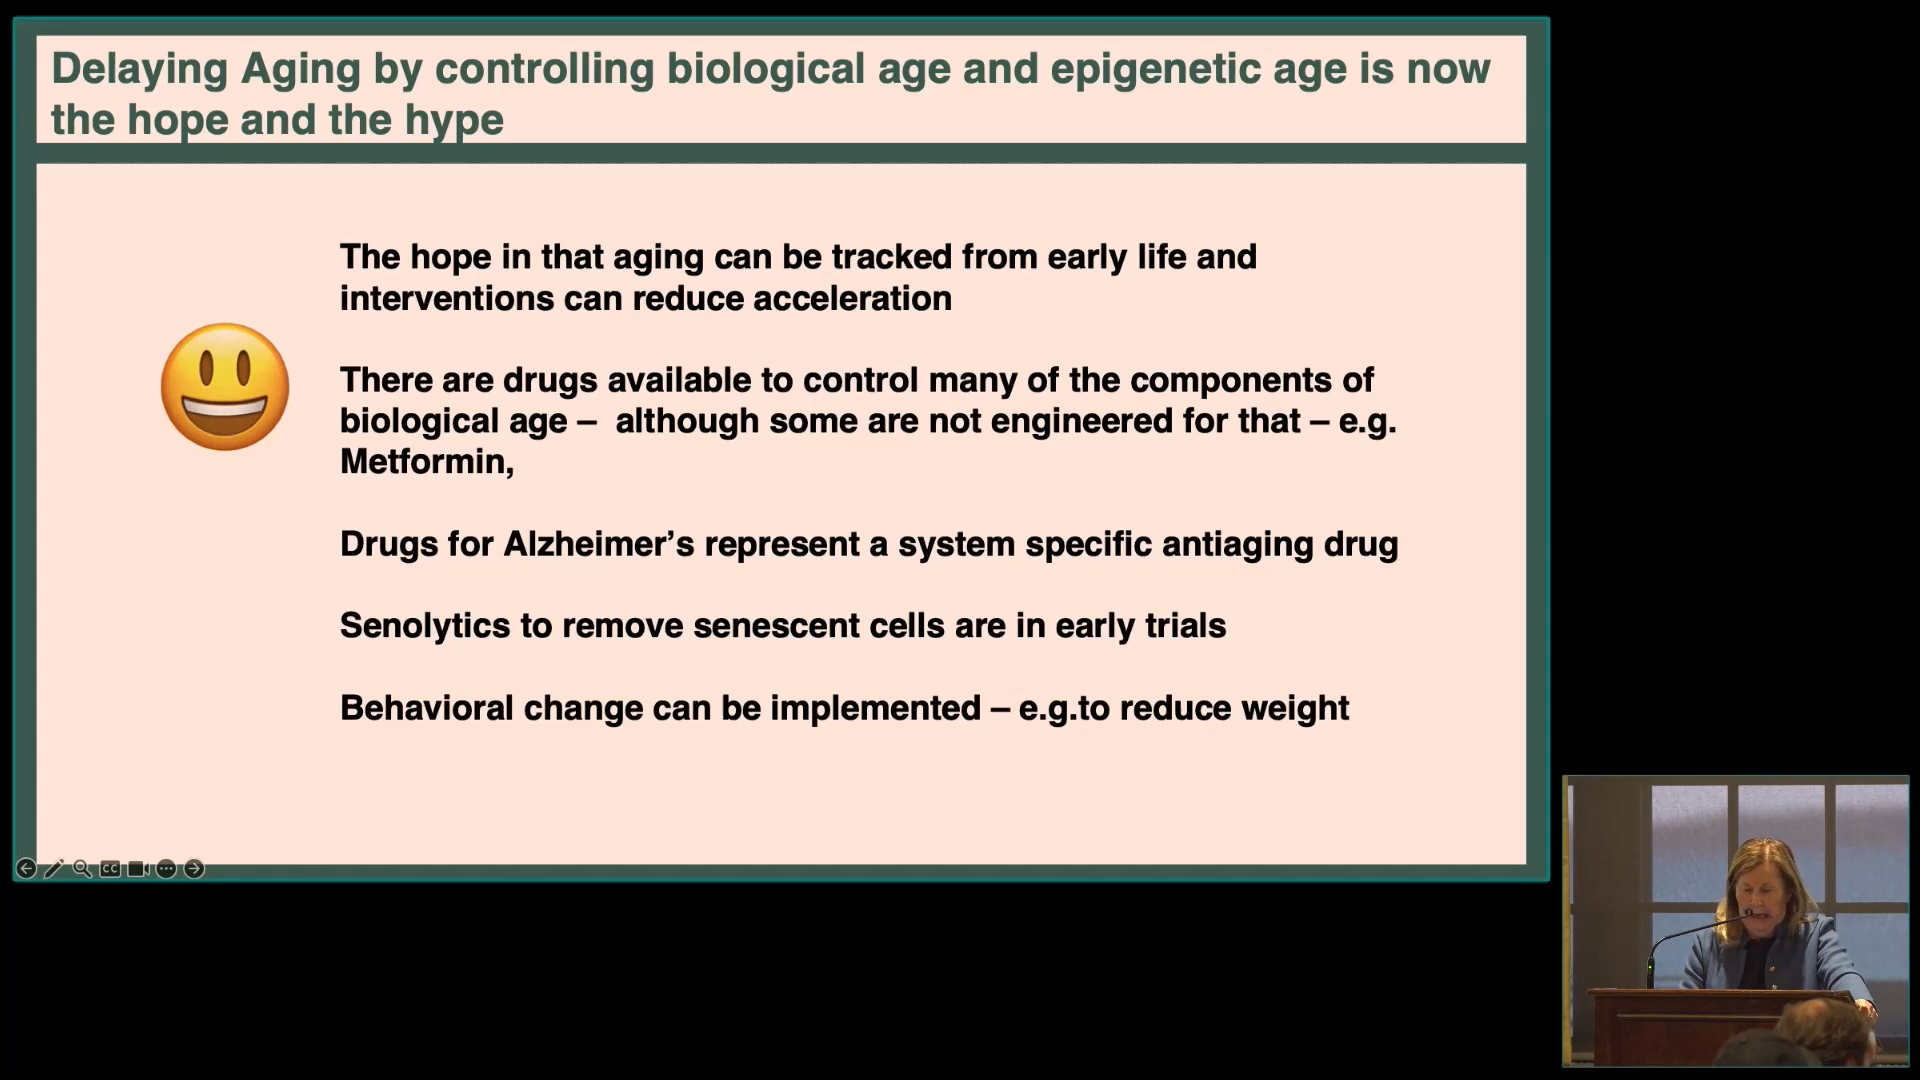 Delaying Aging by controlling biological age and epigenetic age is now
the hope and the hype
The hope in that aging can be tracked from early life and
interventions can reduce acceleration
There are drugs available to control many of the components of
biological age –  although some are not engineered for that – e.g.
Metformin,
Drugs for Alzheimer’s represent a system specific antiaging drug
Senolytics to remove senescent cells are in early trials
Behavioral change can be implemented – e.g.to reduce weight
CC